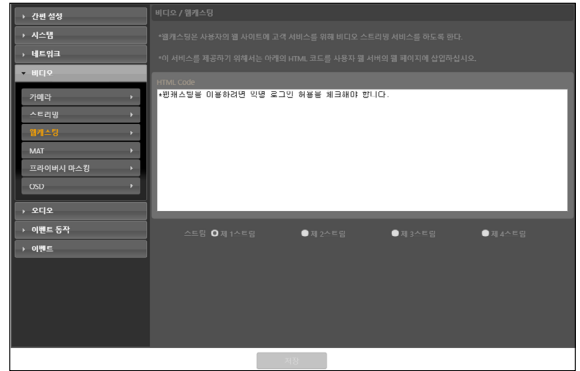 간편 설정
시스템
네트워크
비디오
카메라
스트리밍
웹캐스팅
MAT
프라이버시 마스킹
OSD
오디오
이벤트 동작
이벤트
비디오 / 웹캐스팅
*웹캐스팅은 사용자의 웹 사이트에 고객 서비스를 위해 비디오 스트리밍 서비스를 하도록 한다.
*이 서비스를 제공하기 위해서는 아래의 HTML 코드를 사용자 웹 서버의 웹 페이지에 삽입하십시오.
HTML Code
*웹캐스팅을 이용하려면 익명 로그인 허용을 체크해야 합니다.
스트림 제 1스트림 제 2스트림 제 3스트림 제 4스트림
저장